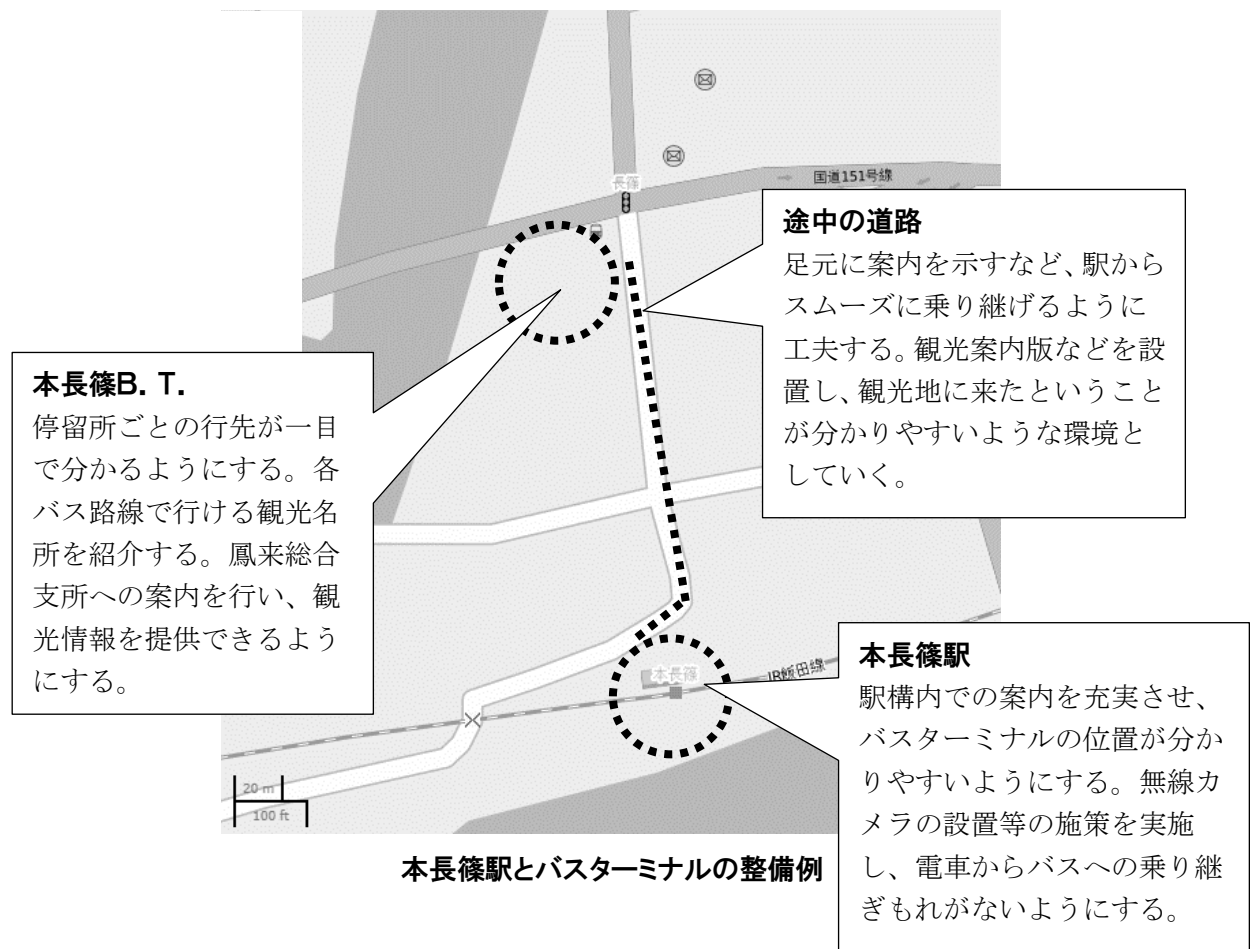 長篠
国道151号線
途中の道路
足元に案内を示すなど、駅から
スムーズに乗り継げるように
工夫する。観光案内版などを設
置し、観光地に来たということ
が分かりやすいような環境と
していく。
本長篠B. T.
停留所ごとの行先が一目
で分かるようにする。各
バス路線で行ける観光名
所を紹介する。鳳来総合
支所への案内を行い、観
光情報を提供できるよう
にする。
本長篠
JR飯田線
本長篠駅
駅構内での案内を充実させ、
バスターミナルの位置が分か
りやすいようにする。無線カ
メラの設置等の施策を実施
し、電車からバスへの乗り継
ぎもれがないようにする。
20 m
100 ft
本長篠駅とバスターミナルの整備例